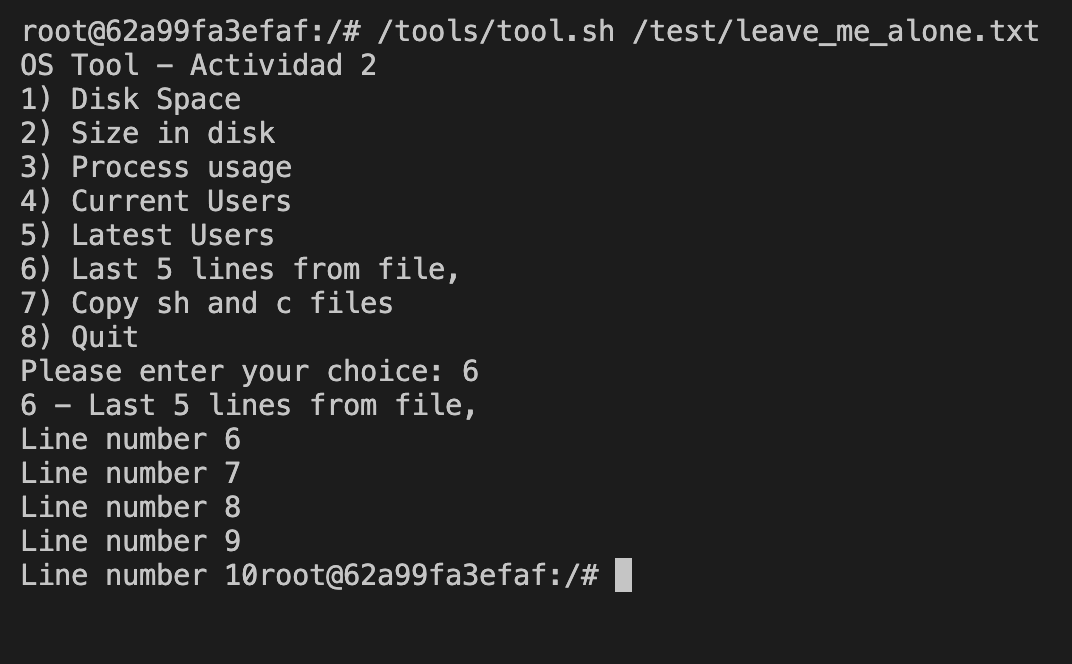 root@62a99fa3efaf:/# /tools/tool.sh /test/leave_me_alone.txt
OS Tool – Actividad 2
1) Disk Space
2) Size in disk
3) Process usage
4) Current Users
5) Latest Users
6) Last 5 lines from file,
7) Copy sh and c files
8) Quit
Please enter your choice: 6
6 – Last 5 lines from file,
Line number 6
Line number 7
Line number 8
Line number 9
Line number 10root@62a99fa3efaf:/#